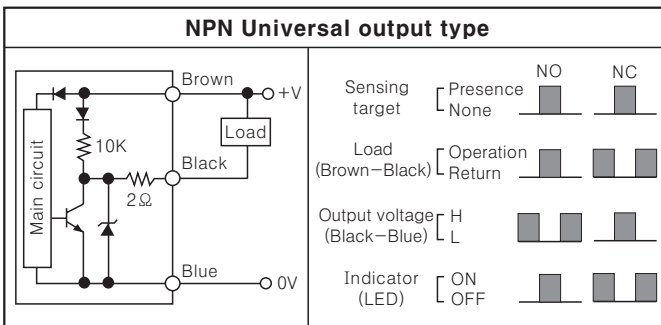 NPN Universal output type
Main circuit
Brown
+V
Load
10K
Black
2Ω
Blue
0V
NO
NC
Sensing
target
Presence
None
Load
(Brown−Black)
Operation
Return
Output voltage
(Black−Blue)
H
L
Indicator
(LED)
ON
OFF